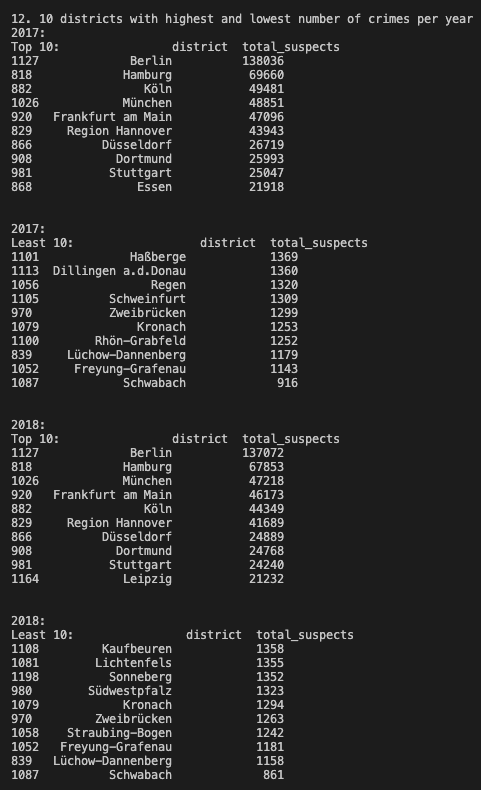 12. 10 districts with highest and lowest number of crimes per year
2017:
Top 10: district total_suspects
1127 Berlin 138036
818 Hamburg 69660
882 Köln 49481
1026 München 48851
920 Frankfurt am Main 47096
829 Region Hannover 43943
866 Düsseldorf 26719
908 Dortmund 25993
981 Stuttgart 25047
868 Essen 21918
2017:
Least 10: district total_suspects
1101 Haßberge 1369
1113 Dillingen a.d.Donau 1360
1056 Regen 1320
1105 Schweinfurt 1309
970 Zweibrücken 1299
1079 Kronach 1253
1100 Rhön-Grabfeld 1252
839 Lüchow-Dannenberg 1179
1052 Freyung-Grafenau 1143
1087 Schwabach 916
2018:
Top 10: district total_suspects
1127 Berlin 137072
818 Hamburg 67853
1026 München 47218
920 Frankfurt am Main 46173
882 Köln 44349
829 Region Hannover 41689
866 Düsseldorf 24889
908 Dortmund 24768
981 Stuttgart 24240
1164 Leipzig 21232
2018:
Least 10: district total_suspects
1108 Kaufbeuren 1358
1081 Lichtenfels 1355
1198 Sonneberg 1352
980 Südwestpfalz 1323
1079 Kronach 1294
970 Zweibrücken 1263
1058 Straubing-Bogen 1242
1052 Freyung-Grafenau 1181
839 Lüchow-Dannenberg 1158
1087 Schwabach 861